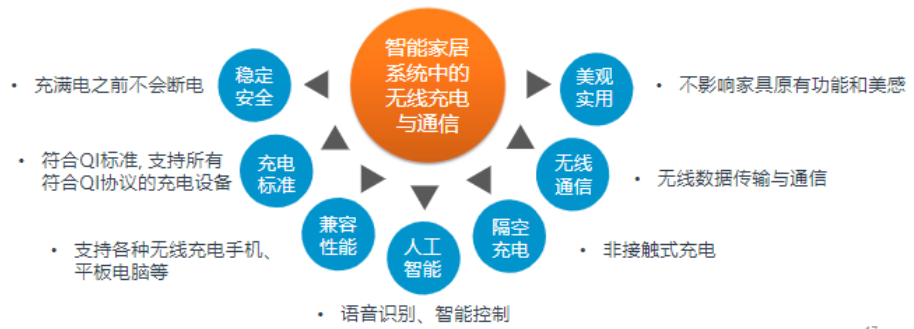 智能家居
系统中的
无线充电
与通信
稳定
安全
• 充满电之前不会断电
充电
标准
• 符合QI标准, 支持所有
符合QI协议的充电设备
兼容
性能
• 支持各种无线充电手机、
平板电脑等
人工
智能
• 语音识别、智能控制
隔空
充电
• 非接触式充电
无线
通信
• 无线数据传输与通信
美观
实用
• 不影响家具原有功能和美感